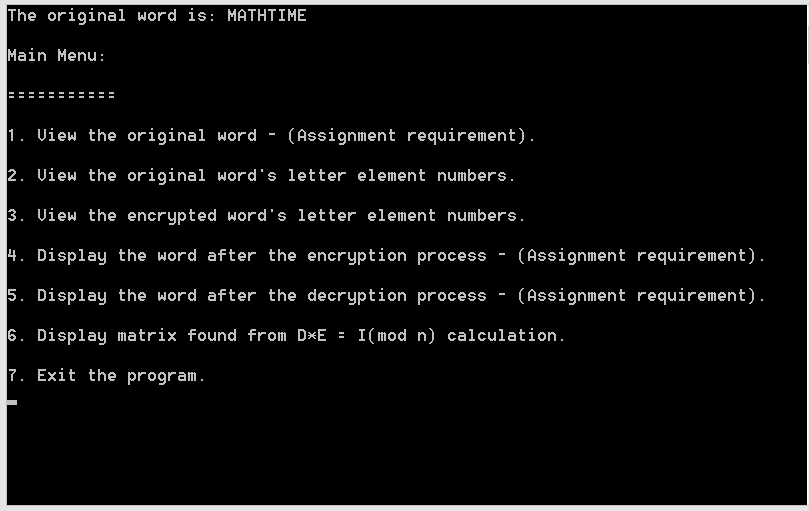 The original word is: MATHTIME
Main Menu:
===========
1. View the original word - (Assignment requirement).
2. View the original word's letter element numbers.
3. View the encrypted word's letter element numbers.
4. Display the word after the encryption process - (Assignment requirement).
5. Display the word after the decryption process - (Assignment requirement).
6. Display matrix found from D*E = I(mod n) calculation.
7. Exit the program.